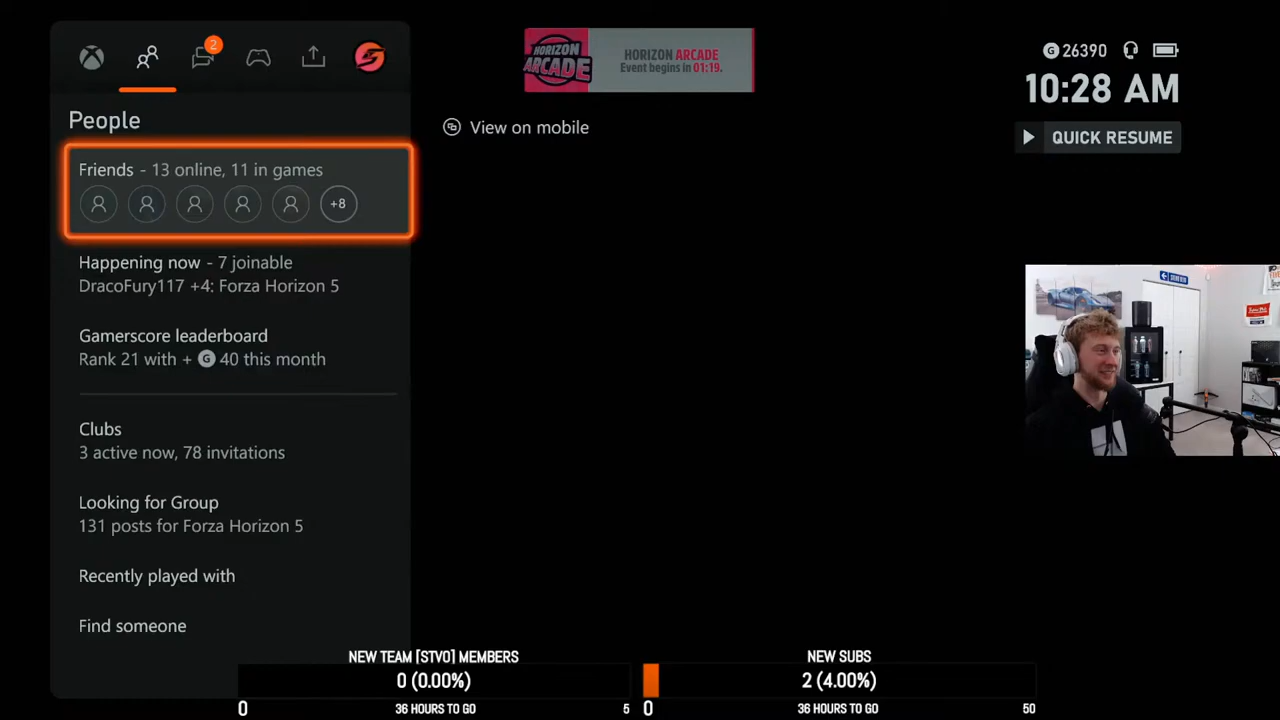 2
HORIZON
ARCADE
HORIZON ARCADE
Event begins in 01:19.
G 26390
10:28 AM
QUICK RESUME
People
View on mobile
Friends - 13 online, 11 in games
+8
Happening now - 7 joinable
DracoFury117 +4: Forza Horizon 5
Gamerscore leaderboard
Rank 21 with + G 40 this month
Clubs
3 active now, 78 invitations
Looking for Group
131 posts for Forza Horizon 5
Recently played with
Find someone
NEW TEAM [STVO] MEMBERS
0 (0.00%)
0 36 HOURS TO GO 5
NEW SUBS
2 (4.00%)
0 36 HOURS TO GO 50